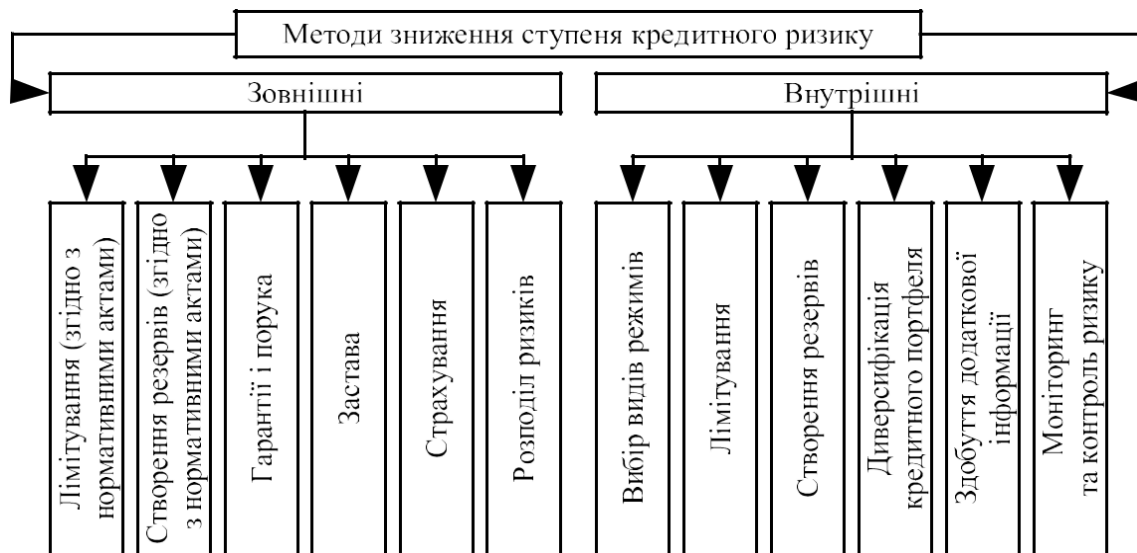 Методи зниження ступеня кредитного ризику
Зовнішні
Внутрішні
Лімітування (згідно з
нормативними актами)
Створення резервів (згідно
з нормативними актами)
Гарантії і порука
Застава
Страхування
Розподіл ризиків
Вибір видів режимів
Лімітування
Створення резервів
Диверсифікація
кредитного портфеля
Здобуття додаткової
інформації
Моніторинг
та контроль ризику